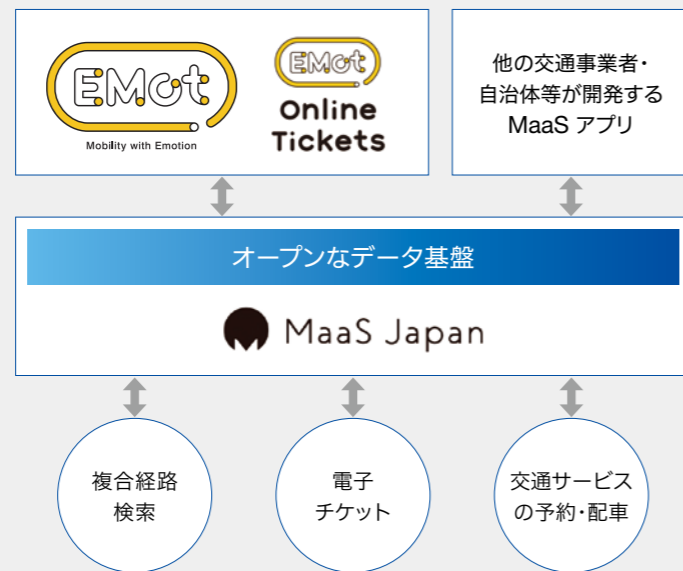 EMot
Mobility with Emotion
EMot
Online
Tickets
他の交通事業者・
自治体等が開発する
MaaS アプリ
オープンなデータ基盤
MaaS Japan
複合経路
検索
電子
チケット
交通サービス
の予約・配車